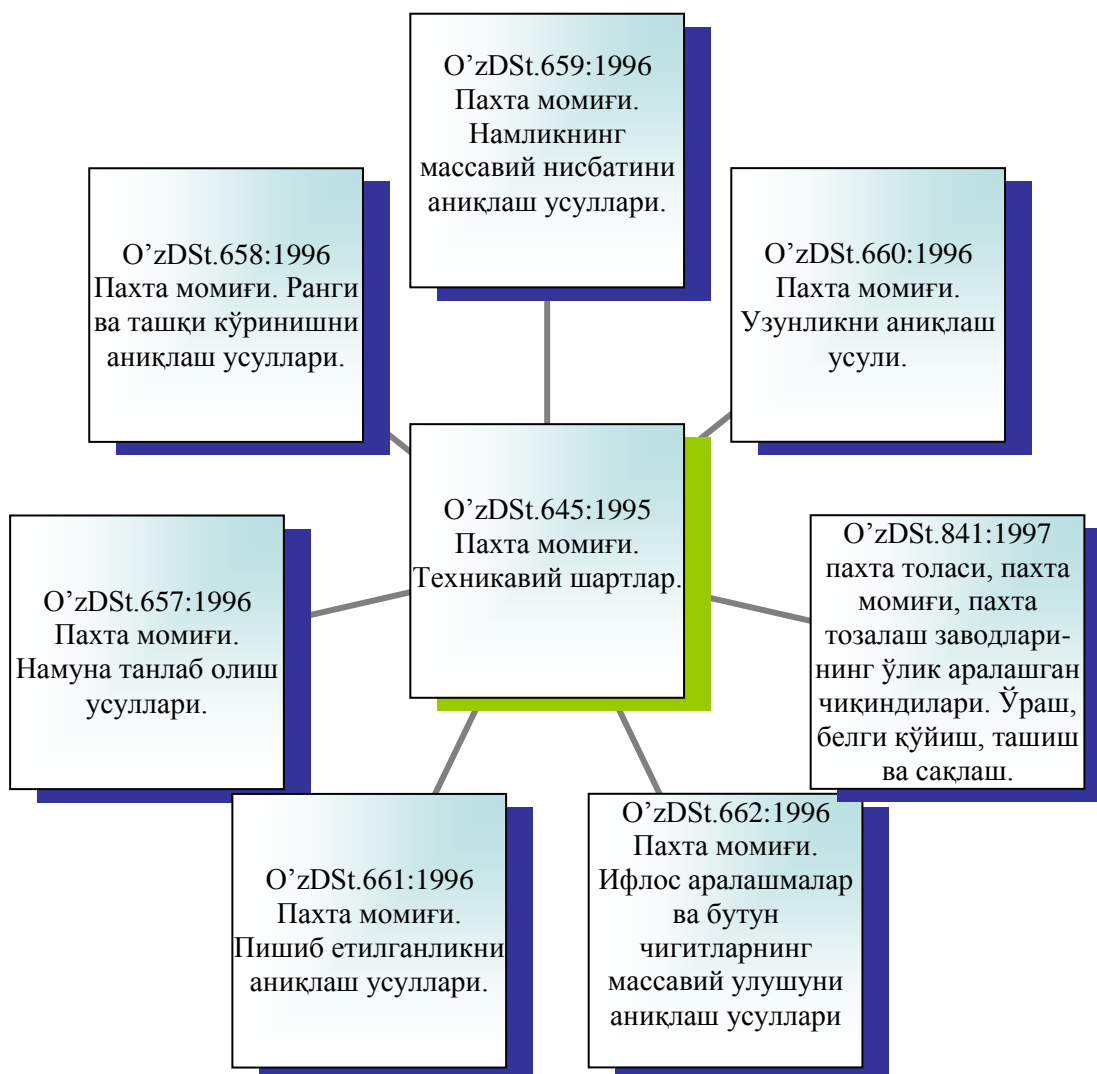 O’zDSt.659:1996
Пахта момиғи.
Намликнинг
массавий нисбатини
аниқлаш усуллари.
O’zDSt.658:1996
Пахта момиғи. Ранги
ва ташқи кўринишни
аниқлаш усуллари.
O’zDSt.660:1996
Пахта момиғи.
Узунликни аниқлаш
усули.
O’zDSt.645:1995
Пахта момиғи.
Техникавий шартлар.
O’zDSt.657:1996
Пахта момиғи.
Намуна танлаб олиш
усуллари.
O’zDSt.841:1997
пахта толаси, пахта
момиғи, пахта
тозалаш заводлари-
нинг ўлик аралашган
чиқиндилари. Ўраш,
белги қўйиш, ташиш
ва сақлаш.
O’zDSt.661:1996
Пахта момиғи.
Пишиб етилганликни
аниқлаш усуллари.
O’zDSt.662:1996
Пахта момиғи.
Ифлос аралашмалар
ва бутун
чигитларнинг
массавий улушуни
аниқлаш усуллари